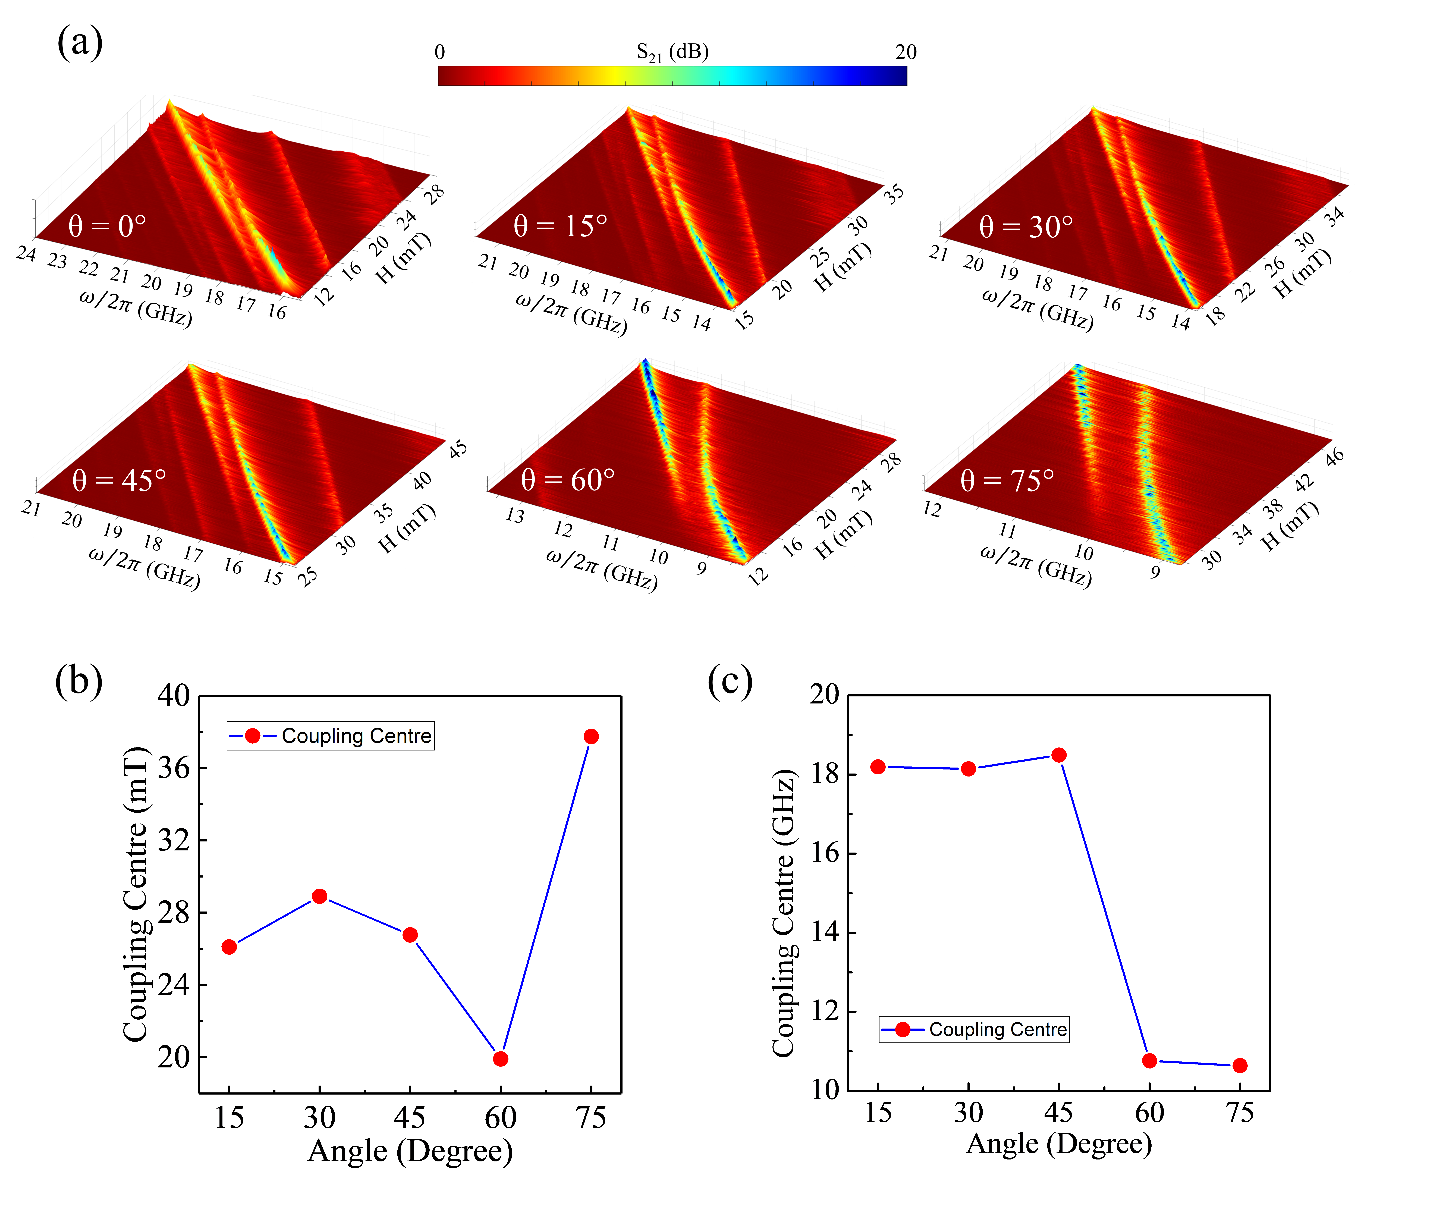 (a)
0 S21 (dB) 20
θ = 0°
24 23 22 21 20 19 18 17 16
ω/2π (GHz)
12 16 20 24 28
H (mT)
θ = 15°
21 20 19 18 17 16 15 14
ω/2π (GHz)
15 20 25 30 35
H (mT)
θ = 30°
21 20 19 18 17 16 15 14
ω/2π (GHz)
18 22 26 30 34
H (mT)
θ = 45°
21 20 19 18 17 16 15
ω/2π (GHz)
25 30 35 40 45
H (mT)
θ = 60°
13 12 11 10 9
ω/2π (GHz)
12 16 20 24 28
H (mT)
θ = 75°
12 11 10 9
ω/2π (GHz)
30 34 38 42 46
H (mT)
(b)
Coupling Centre (mT)
40
36
32
28
24
20
Coupling Centre
15 30 45 60 75
Angle (Degree)
(c)
Coupling Centre (GHz)
20
18
16
14
12
10
Coupling Centre
15 30 45 60 75
Angle (Degree)